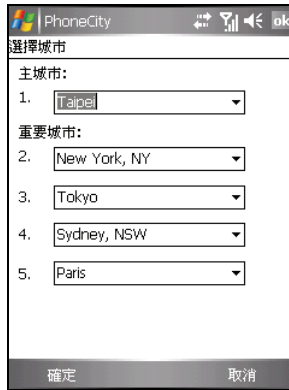 PhoneCity ok
選擇城市
主城市:
1. Taipei
重要城市:
2. New York, NY
3. Tokyo
4. Sydney, NSW
5. Paris
確定 取消